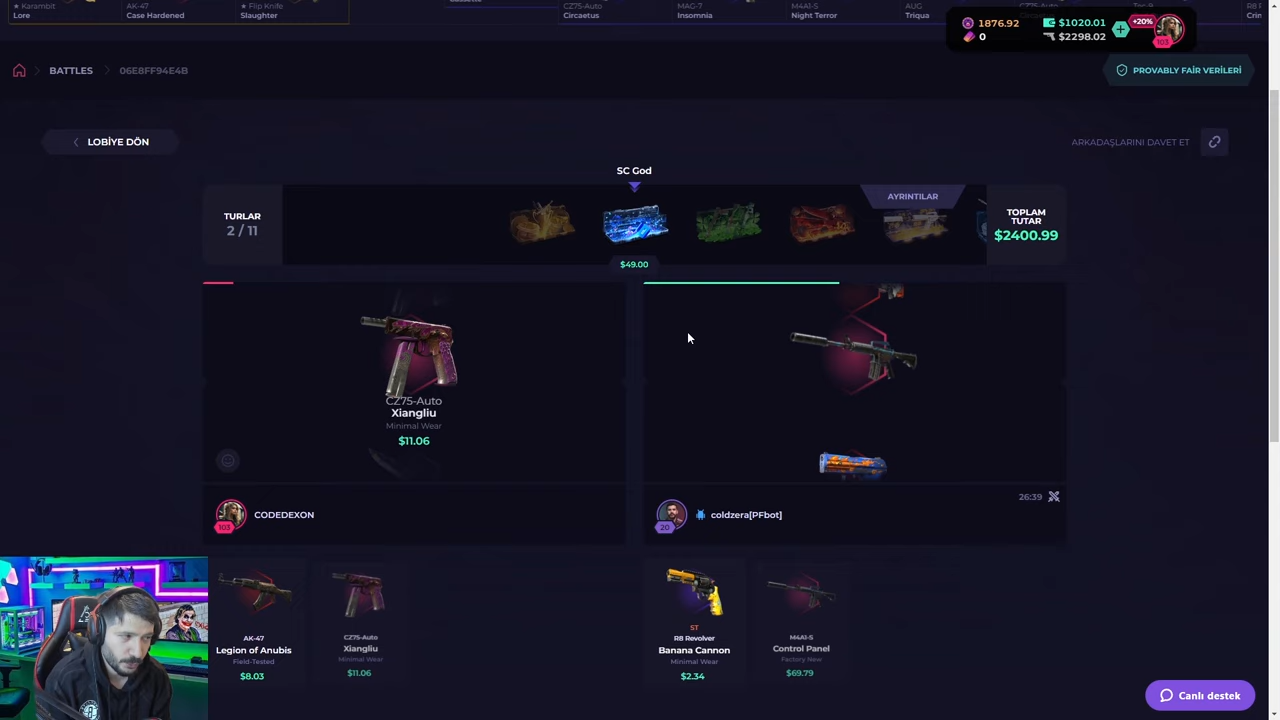 ★ Karambit
Lore
AK-47
Case Hardened
★ Flip Knife
Slaughter
CZ75-Auto
Circaetus
MAG-7
Insomnia
M4A1-S
Night Terror
AUG
Triqua
1876.92
0
$1020.01
$2298.02
+20%
103
BATTLES
06E8FF94E4B
PROVABLY FAIR VERİLERİ
LOBİYE DÖN
ARKADAŞLARINI DAVET ET
SC God
AYRINTILAR
TURLAR
2 / 11
TOPLAM
TUTAR
$2400.99
$49.00
CZ75-Auto
Xiangliu
Minimal Wear
$11.06
26:39
103
CODEDEXON
20
coldzera[PFbot]
AK-47
Legion of Anubis
Field-Tested
$8.03
CZ75-Auto
Xiangliu
Minimal Wear
$11.06
ST
R8 Revolver
Banana Cannon
Minimal Wear
$2.34
M4A1-S
Control Panel
Factory New
$69.79
Canlı destek